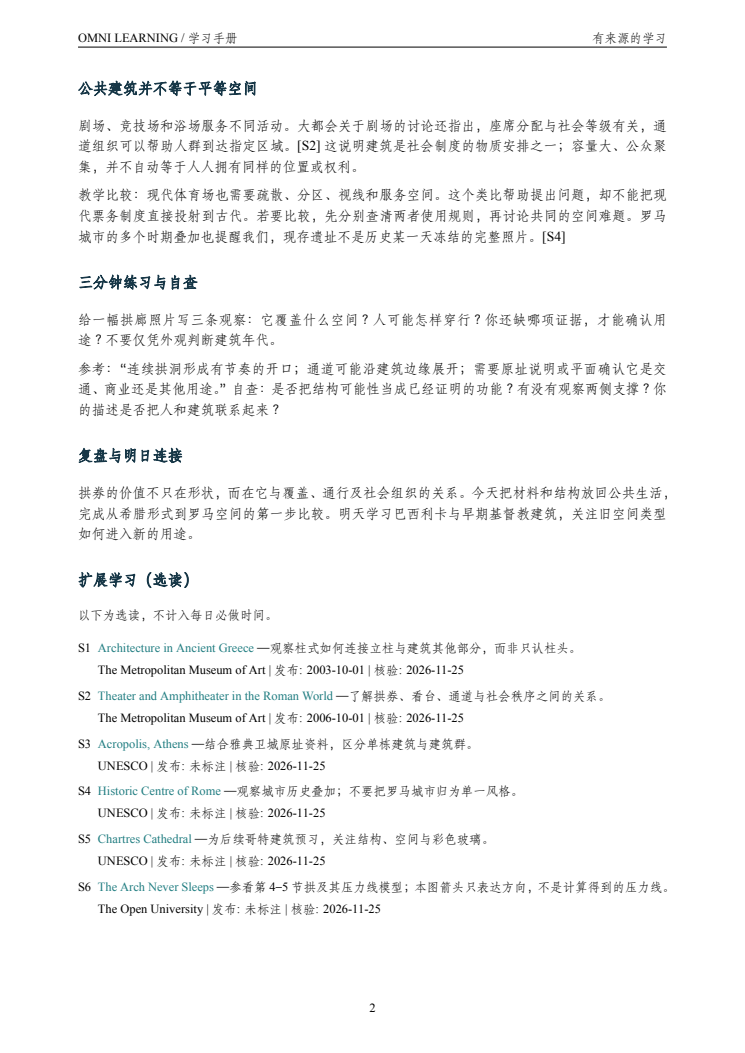 OMNI LEARNING / 学习手册
有来源的学习
公共建筑并不等于平等空间
剧场、竞技场和浴场服务不同活动。大都会关于剧场的讨论还指出，座席分配与社会等级有关，通
道组织可以帮助人群到达指定区域。[S2] 这说明建筑是社会制度的物质安排之一；容量大、公众聚
集，并不自动等于人人拥有同样的位置或权利。
教学比较：现代体育场也需要疏散、分区、视线和服务空间。这个类比帮助提出问题，却不能把现
代票务制度直接投射到古代。若要比较，先分别查清两者使用规则，再讨论共同的空间难题。罗马
城市的多个时期叠加也提醒我们，现存遗址不是历史某一天冻结的完整照片。[S4]
三分钟练习与自查
给一幅拱廊照片写三条观察：它覆盖什么空间？人可能怎样穿行？你还缺哪项证据，才能确认用
途？不要仅凭外观判断建筑年代。
参考：“连续拱洞形成有节奏的开口；通道可能沿建筑边缘展开；需要原址说明或平面确认它是交
通、商业还是其他用途。”自查：是否把结构可能性当成已经证明的功能？有没有观察两侧支撑？你
的描述是否把人和建筑联系起来？
复盘与明日连接
拱券的价值不只在形状，而在它与覆盖、通行及社会组织的关系。今天把材料和结构放回公共生活，
完成从希腊形式到罗马空间的第一步比较。明天学习巴西利卡与早期基督教建筑，关注旧空间类型
如何进入新的用途。
扩展学习（选读）
以下为选读，不计入每日必做时间。
S1 Architecture in Ancient Greece —观察柱式如何连接立柱与建筑其他部分，而非只认柱头。
The Metropolitan Museum of Art | 发布: 2003-10-01 | 核验: 2026-11-25
S2 Theater and Amphitheater in the Roman World —了解拱券、看台、通道与社会秩序之间的关系。
The Metropolitan Museum of Art | 发布: 2006-10-01 | 核验: 2026-11-25
S3 Acropolis, Athens —结合雅典卫城原址资料，区分单栋建筑与建筑群。
UNESCO | 发布: 未标注 | 核验: 2026-11-25
S4 Historic Centre of Rome —观察城市历史叠加；不要把罗马城市归为单一风格。
UNESCO | 发布: 未标注 | 核验: 2026-11-25
S5 Chartres Cathedral —为后续哥特建筑预习，关注结构、空间与彩色玻璃。
UNESCO | 发布: 未标注 | 核验: 2026-11-25
S6 The Arch Never Sleeps —参看第 4–5 节拱及其压力线模型；本图箭头只表达方向，不是计算得到的压力线。
The Open University | 发布: 未标注 | 核验: 2026-11-25
2